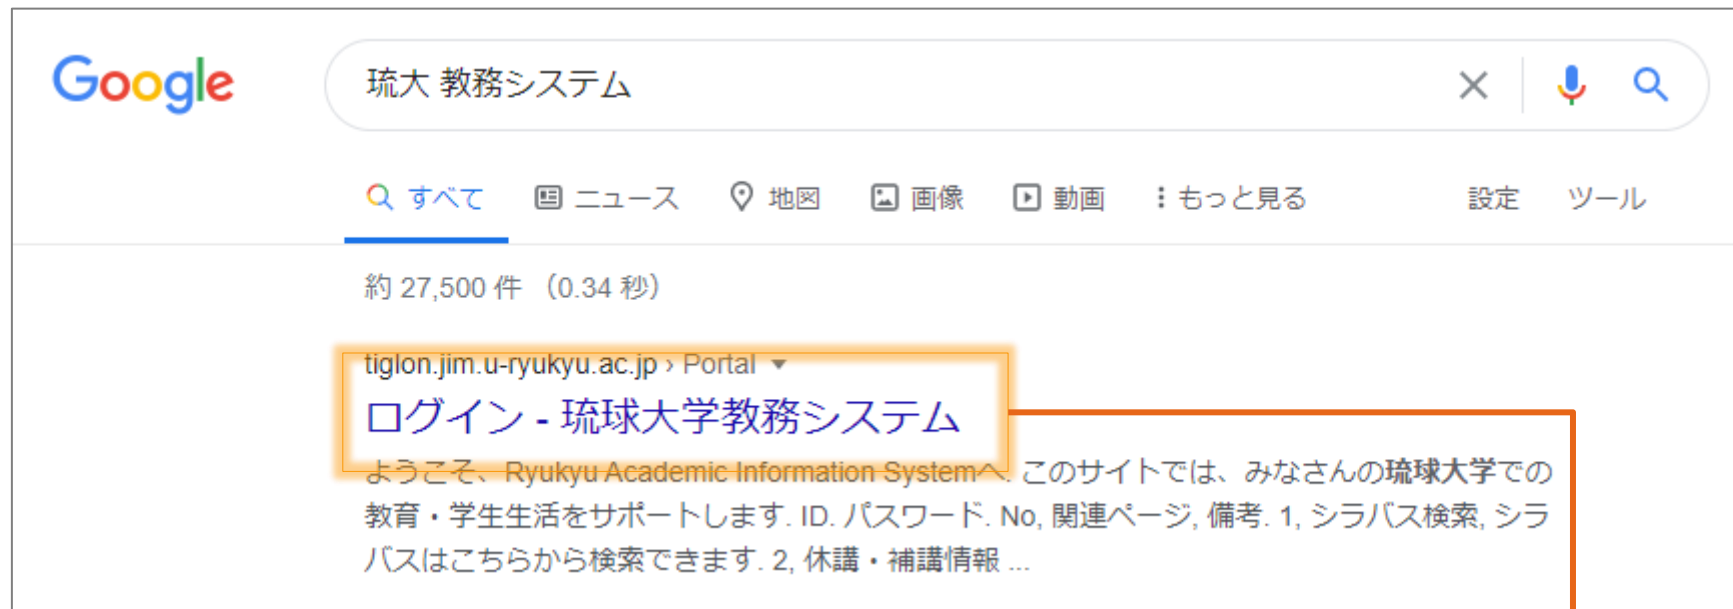 Google
琉大 教務システム
すべて ニュース 地図 画像 動画 もっと見る 設定 ツール
約 27,500 件 （0.34 秒）
tiglon.jim.u-ryukyu.ac.jp › Portal
ログイン - 琉球大学教務システム
ようこそ、Ryukyu Academic Information Systemへ. このサイトでは、みなさんの琉球大学での
教育・学生生活をサポートします. ID. パスワード. No, 関連ページ, 備考. 1, シラバス検索, シラ
バスはこちらから検索できます. 2, 休講・補講情報 ...